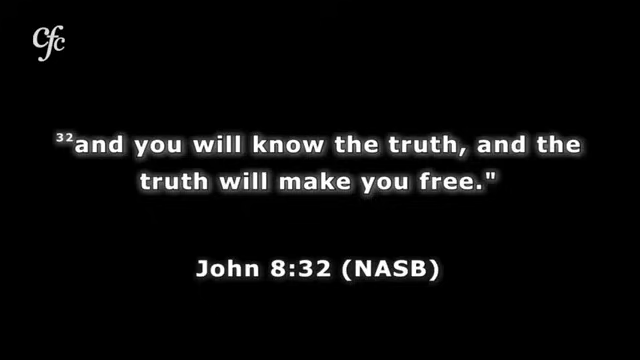 cfc
³²and you will know the truth, and the
truth will make you free."
John 8:32 (NASB)